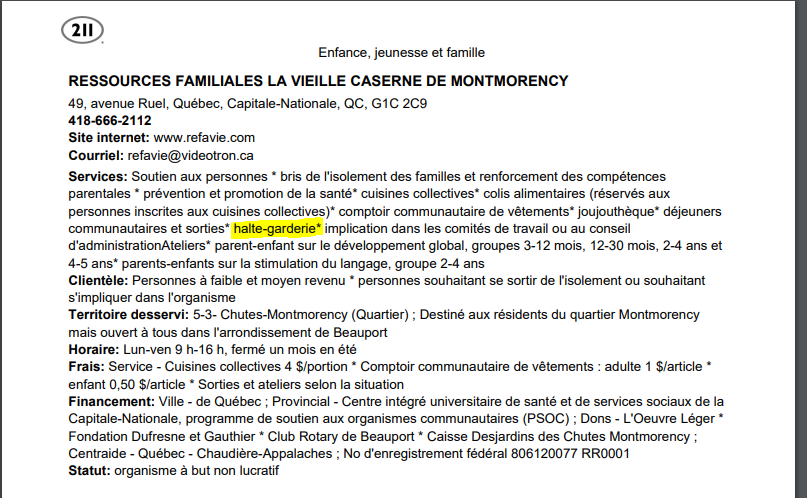 211
Enfance, jeunesse et famille
RESSOURCES FAMILIALES LA VIEILLE CASERNE DE MONTMORENCY
49, avenue Ruel, Québec, Capitale-Nationale, QC, G1C 2C9
418-666-2112
Site internet: www.refavie.com
Courriel: refavie@videotron.ca
Services: Soutien aux personnes * bris de l'isolement des familles et renforcement des compétences
parentales * prévention et promotion de la santé* cuisines collectives* colis alimentaires (réservés aux
personnes inscrites aux cuisines collectives)* comptoir communautaire de vêtements* joujouthèque* déjeuners
communautaires et sorties* halte-garderie* implication dans les comités de travail ou au conseil
d'administrationAteliers* parent-enfant sur le développement global, groupes 3-12 mois, 12-30 mois, 2-4 ans et
4-5 ans* parents-enfants sur la stimulation du langage, groupe 2-4 ans
Clientèle: Personnes à faible et moyen revenu * personnes souhaitant se sortir de l'isolement ou souhaitant
s'impliquer dans l'organisme
Territoire desservi: 5-3- Chutes-Montmorency (Quartier) ; Destiné aux résidents du quartier Montmorency
mais ouvert à tous dans l'arrondissement de Beauport
Horaire: Lun-ven 9 h-16 h, fermé un mois en été
Frais: Service - Cuisines collectives 4 $/portion * Comptoir communautaire de vêtements : adulte 1 $/article *
enfant 0,50 $/article * Sorties et ateliers selon la situation
Financement: Ville - de Québec ; Provincial - Centre intégré universitaire de santé et de services sociaux de la
Capitale-Nationale, programme de soutien aux organismes communautaires (PSOC) ; Dons - L'Oeuvre Léger *
Fondation Dufresne et Gauthier * Club Rotary de Beauport * Caisse Desjardins des Chutes Montmorency ;
Centraide - Québec - Chaudière-Appalaches ; No d'enregistrement fédéral 806120077 RR0001
Statut: organisme à but non lucratif